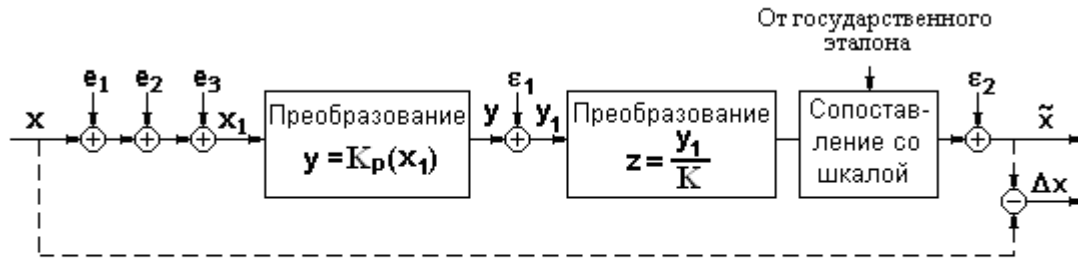 От государственного
эталона
e₁ e₂ e₃ ε₁ ε₂
x x₁ y y₁ x̃
Преобразование
y = Kₚ(x₁)
Преобразование
z = y₁/K
Сопостав-
ление со
шкалой
− Δx